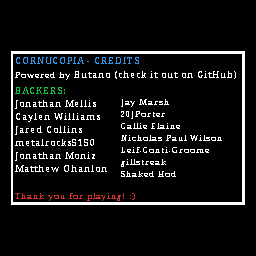 CORNUCOPIA - CREDITS
Powered by Butano (check it out on GitHub)
BACKERS:
Jonathan Mellis
Caylen Williams
Jared Collins
metalrocks5150
Jonathan Moniz
Matthew Ohanlon
Jay Marsh
201Porter
Callie Elaine
Nicholas Paul Wilson
Leif-Conti-Groome
gillstreak
Shaked Hod
Thank you for playing! :)